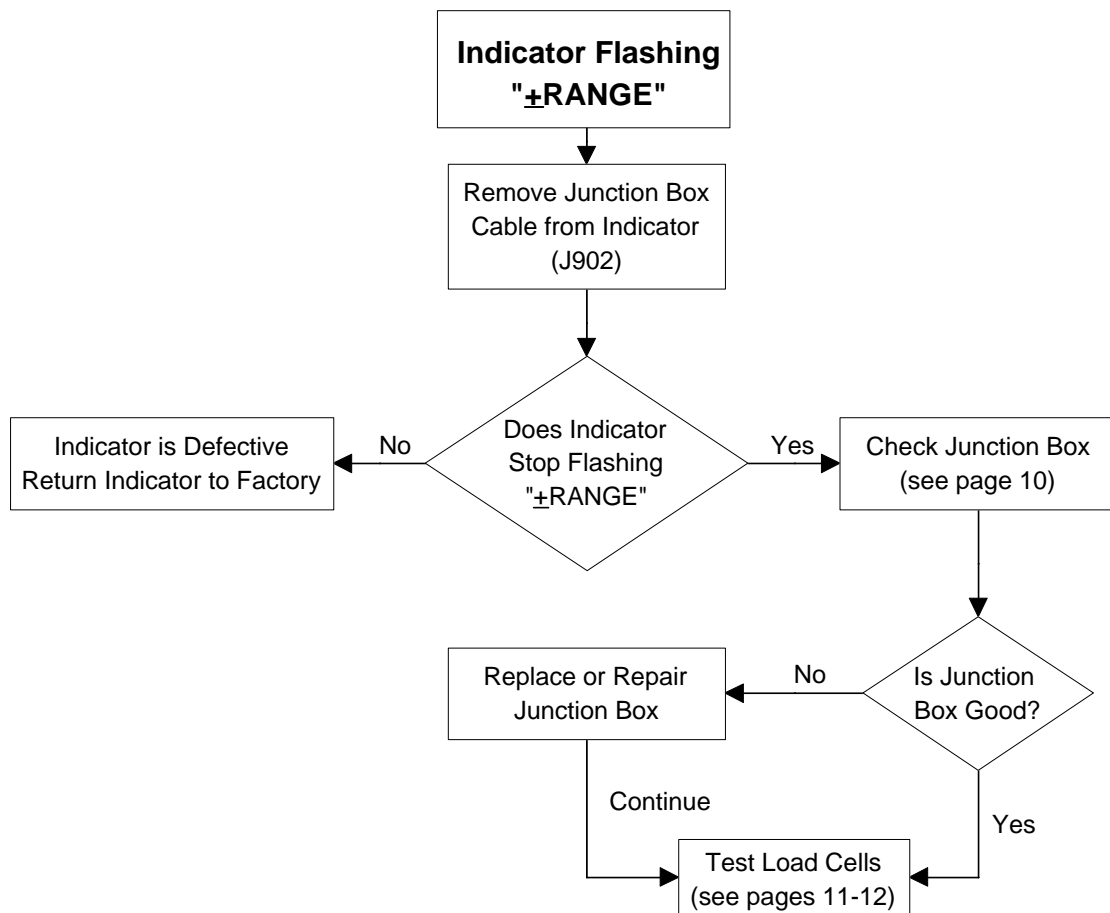 Indicator Flashing
"±RANGE"
Remove Junction Box
Cable from Indicator
(J902)
Does Indicator
Stop Flashing
"±RANGE"
No
Indicator is Defective
Return Indicator to Factory
Yes
Check Junction Box
(see page 10)
Is Junction
Box Good?
No
Replace or Repair
Junction Box
Continue
Yes
Test Load Cells
(see pages 11-12)